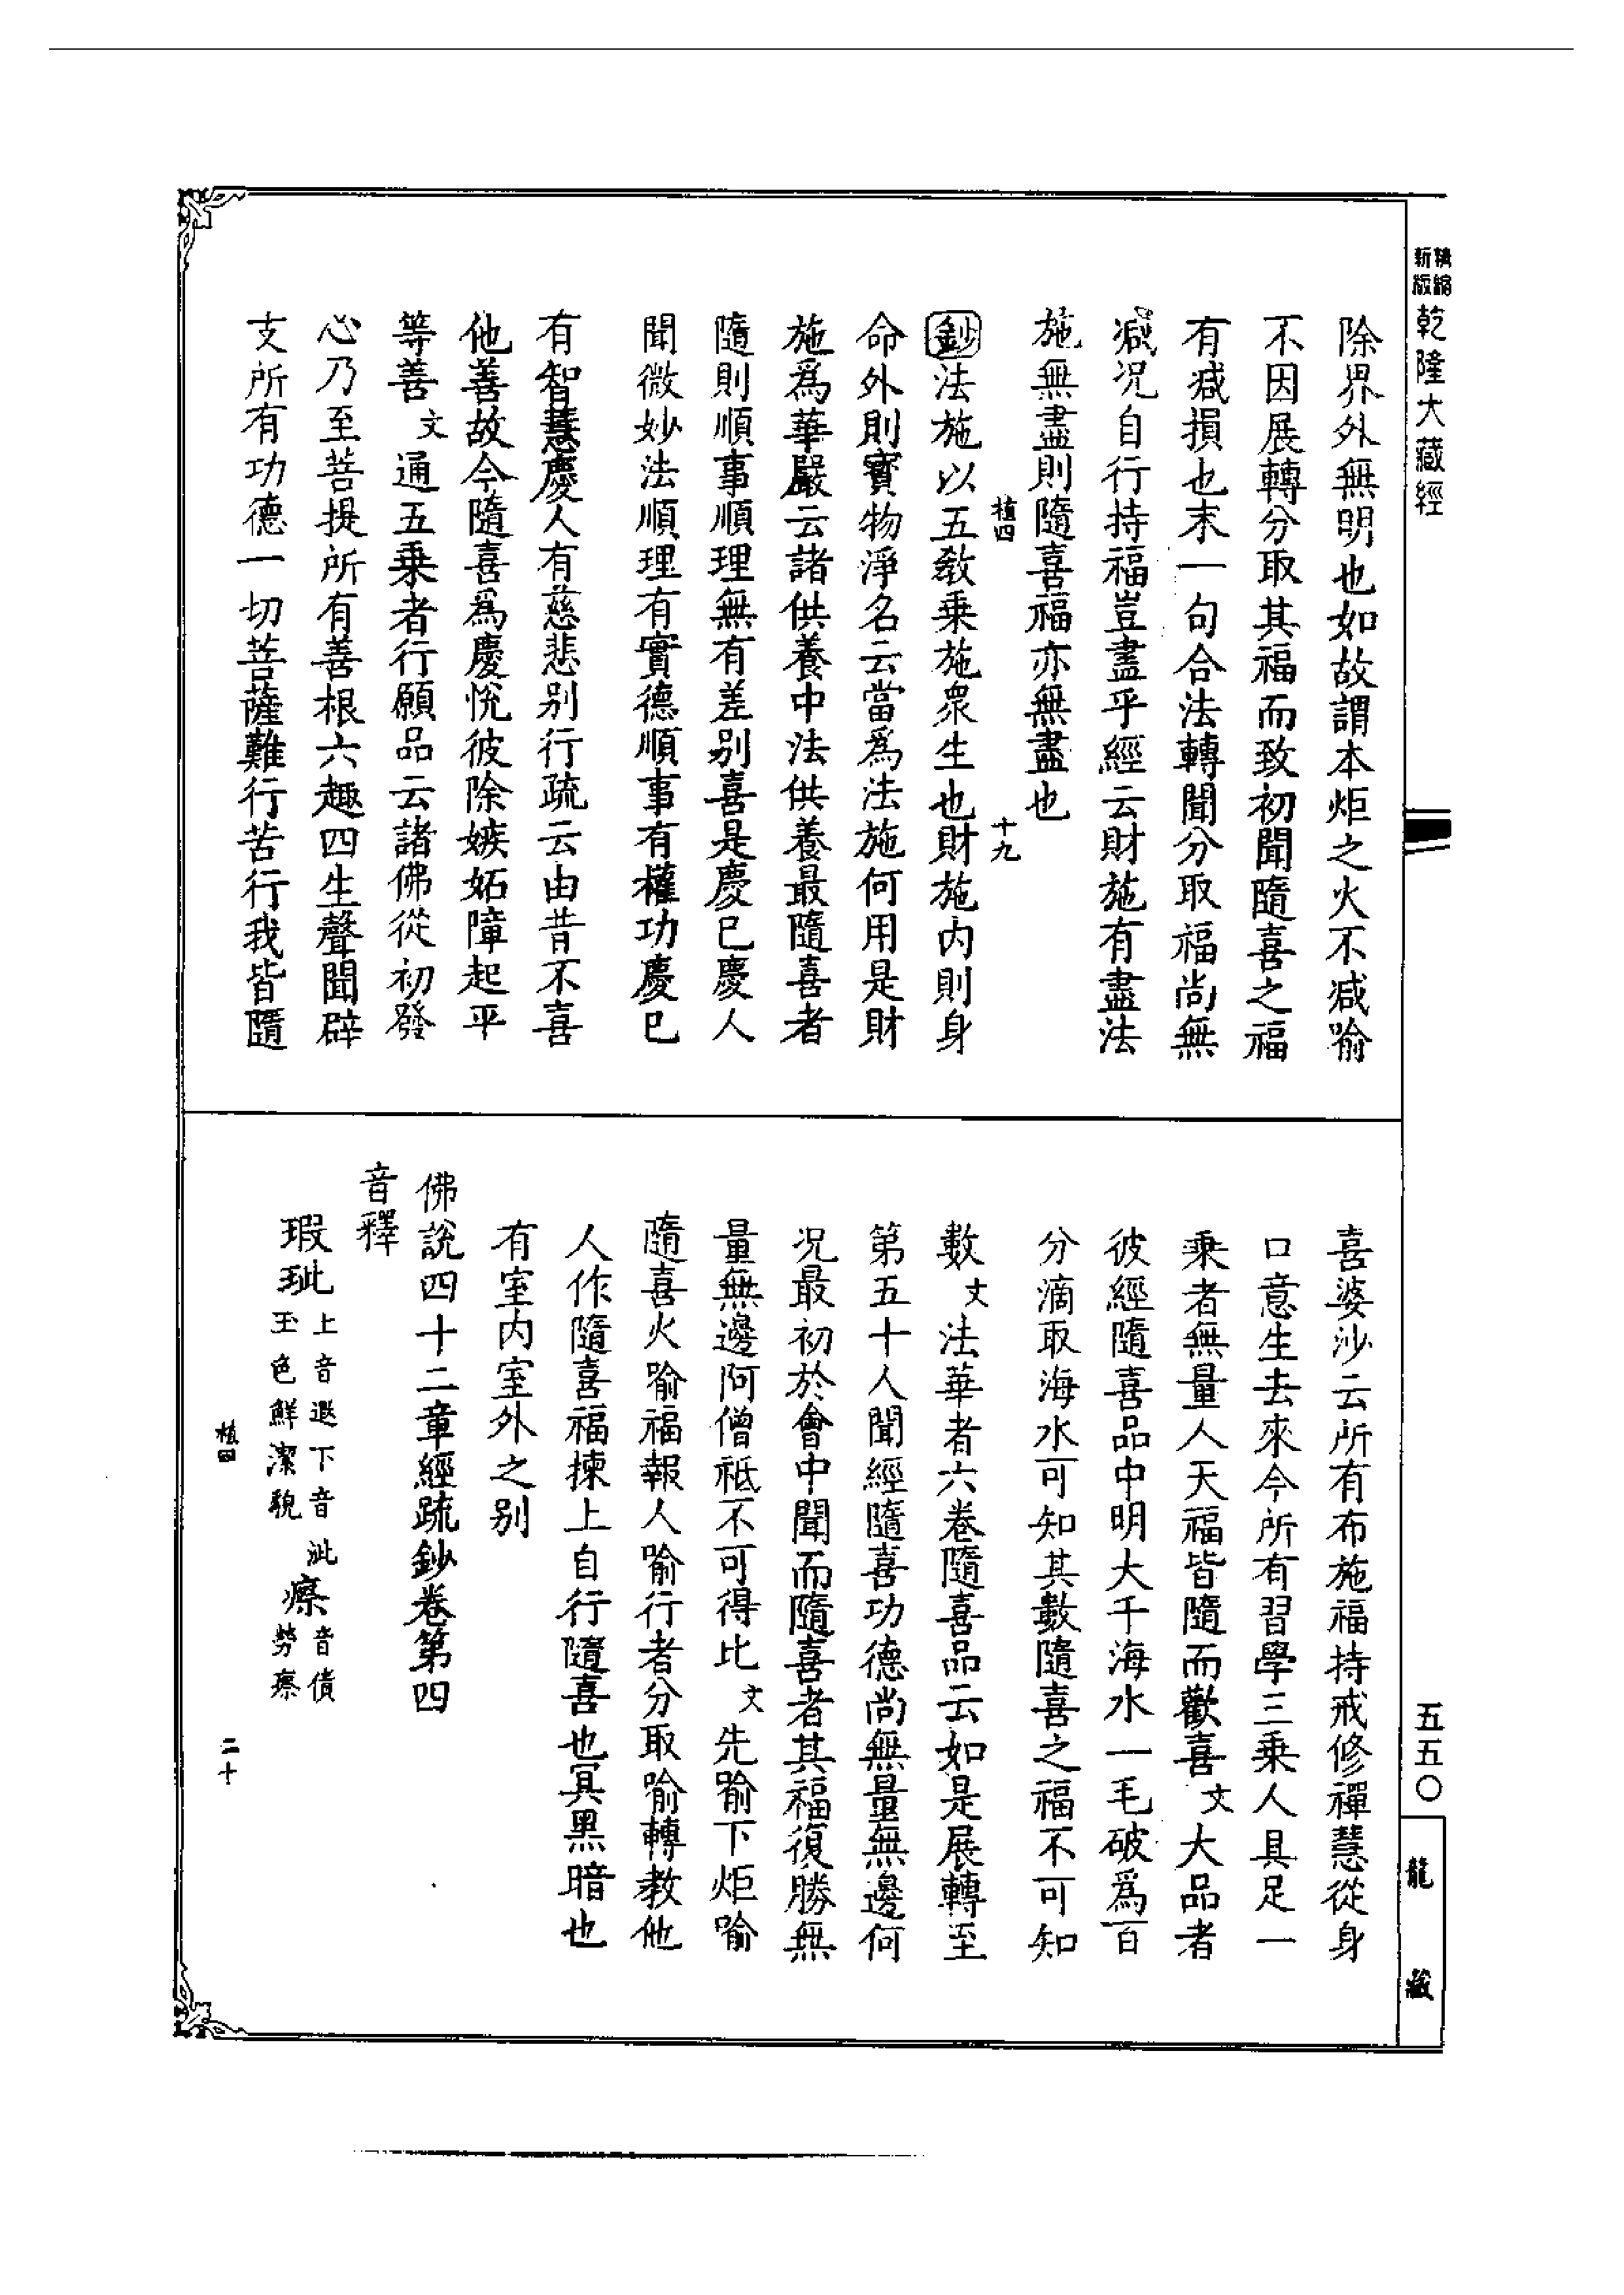 精縮新版
乾隆大藏經
除界外無明也如故謂本炬之火不减喻
不因展轉分取其福而致初聞隨喜之福
有减損也末一句合法轉聞分取福尚無
减况自行持福豈盡乎經云財施有盡法
施無盡則隨喜福亦無盡也
植四
十九
鈔法施以五教乘施衆生也財施内則身
命外則寶物淨名云當爲法施何用是財
施爲華嚴云諸供養中法供養最隨喜者
隨則順事順理無有差别喜是慶已慶人
聞微妙法順理有實德順事有權功慶已
有智慧慶人有慈悲别行疏云由昔不喜
他善故今隨喜爲慶悅彼除嫉妬障起平
等善文通五乘者行願品云諸佛從初發
心乃至菩提所有善根六趣四生聲聞辟
支所有功德一切菩薩難行苦行我皆隨
喜婆沙云所有布施福持戒修禪慧從身
口意生去來今所有習學三乘人具足一
乘者無量人天福皆隨而歡喜文大品者
彼經隨喜品中明大千海水一毛破爲百
分滴取海水可知其數隨喜之福不可知
數文法華者六卷隨喜品云如是展轉至
第五十人聞經隨喜功德尚無量無邊何
况最初於會中聞而隨喜者其福復勝無
量無邊阿僧祇不可得比文先喻下炬喻
隨喜火喻福報人喻行者分取喻轉教他
人作隨喜福揀上自行隨喜也冥黑暗也
有室内室外之别
佛說四十二章經疏鈔卷第四
音釋
瑕玼上音遐下音泚玉色鮮潔貌瘵音債勞瘵
植四
二十
五五〇
龍藏